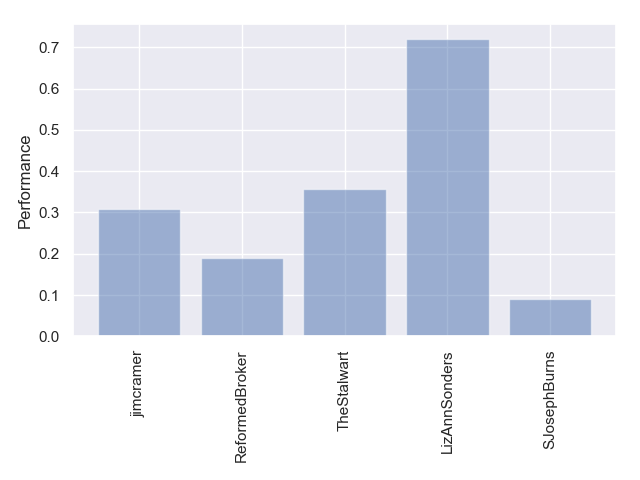 0.7
0.6
0.5
0.4
0.3
0.2
0.1
0.0
Performance
jimcramer
ReformedBroker
TheStalwart
LizAnnSonders
SJosephBurns